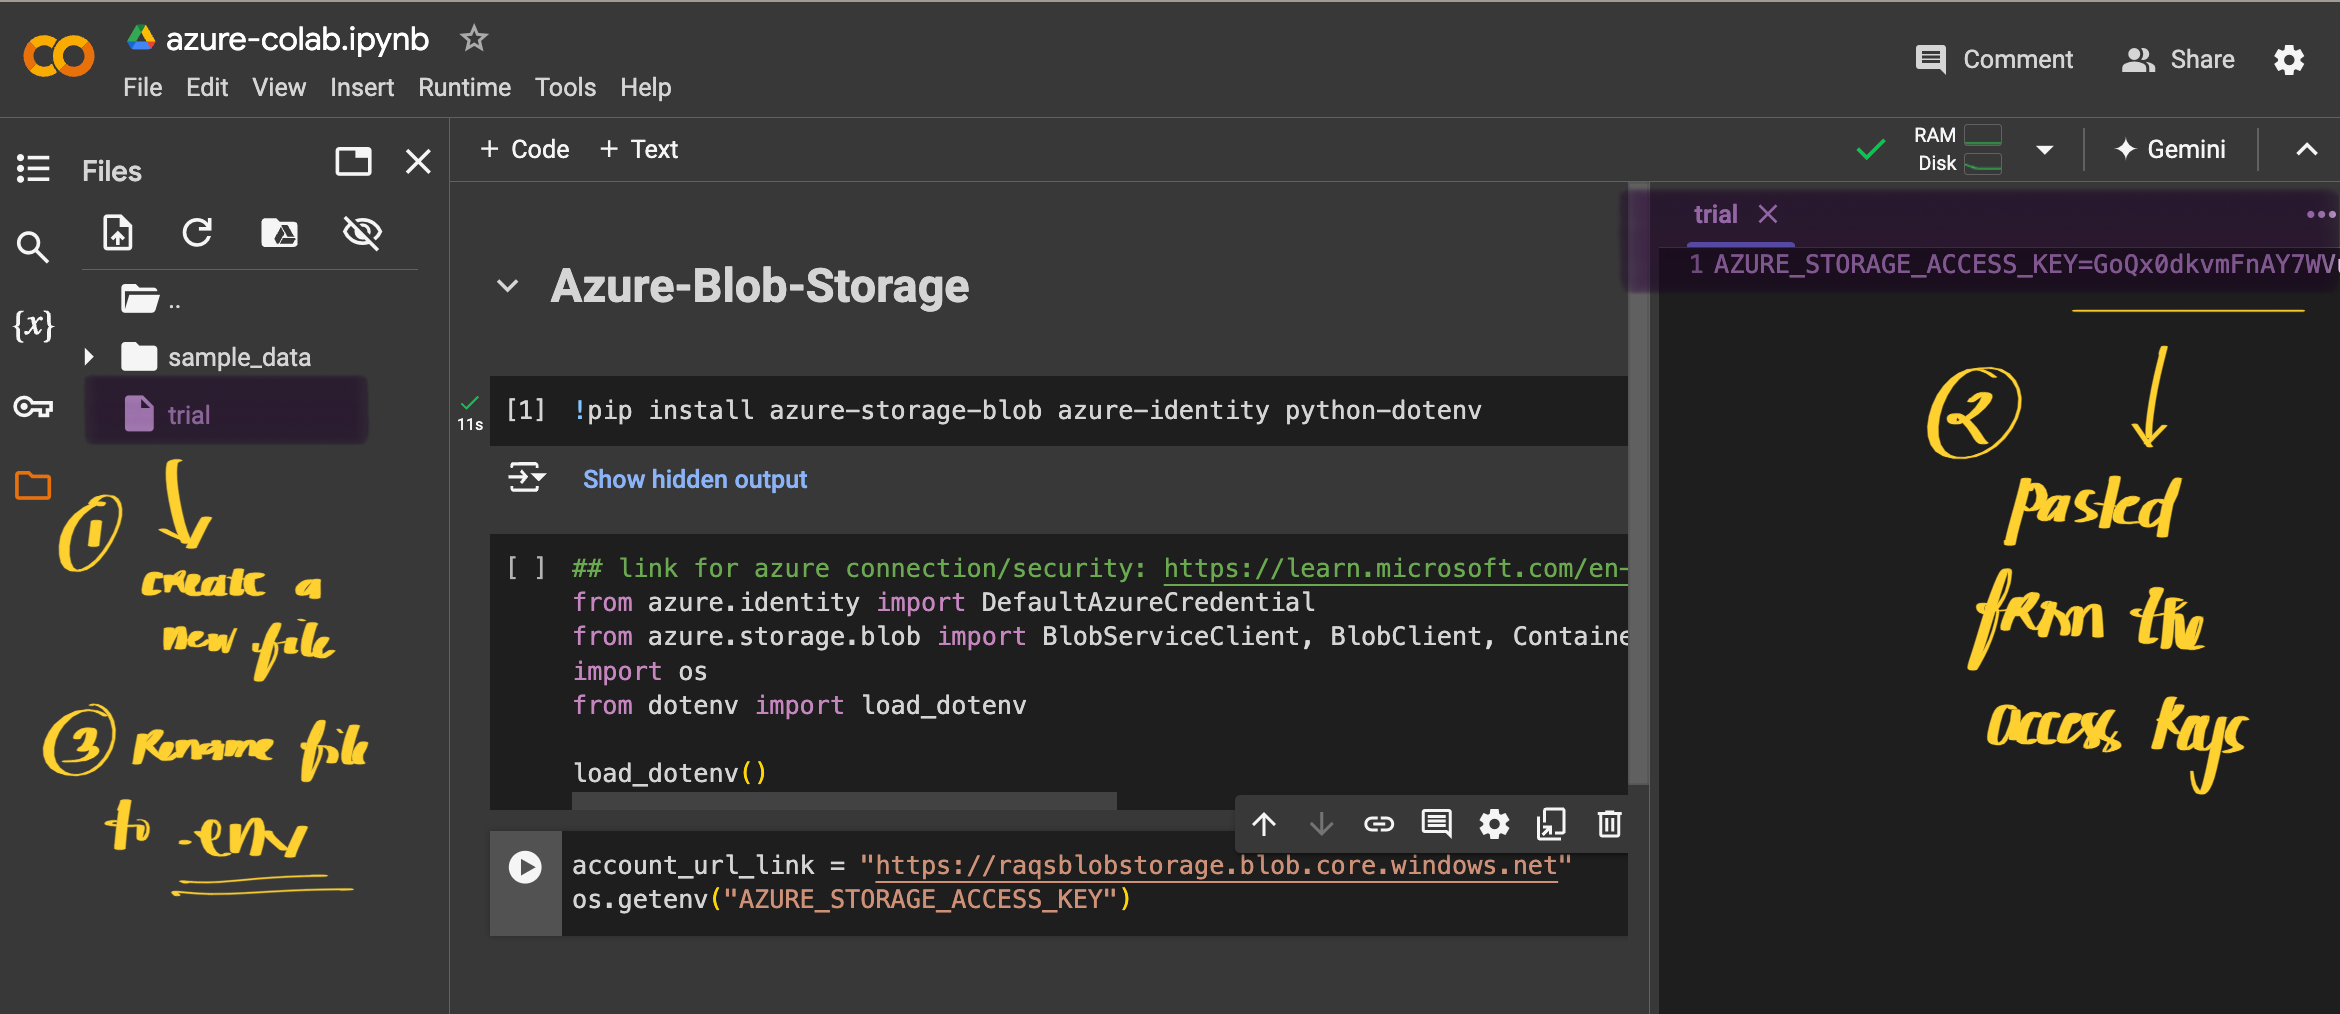 azure-colab.ipynb
File Edit View Insert Runtime Tools Help
Comment Share
Files
+ Code + Text
RAM
Disk
Gemini
..
sample_data
trial
1
create a
new file
3 Rename file
to .env
Azure-Blob-Storage
11s
[1] !pip install azure-storage-blob azure-identity python-dotenv
Show hidden output
[ ] ## link for azure connection/security: https://learn.microsoft.com/en-
from azure.identity import DefaultAzureCredential
from azure.storage.blob import BlobServiceClient, BlobClient, Containe
import os
from dotenv import load_dotenv
load_dotenv()
account_url_link = "https://raqsblobstorage.blob.core.windows.net"
os.getenv("AZURE_STORAGE_ACCESS_KEY")
trial
1 AZURE_STORAGE_ACCESS_KEY=GoQx0dkvmFnAY7WV
2
pasted
from the
access Keys